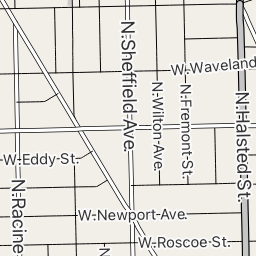 N. Sheffield Ave.
W. Waveland
N. Wilton Ave.
N. Fremont St.
N. Halsted St.
W. Eddy St.
N. Racine
W. Newport Ave.
W. Roscoe St.
N